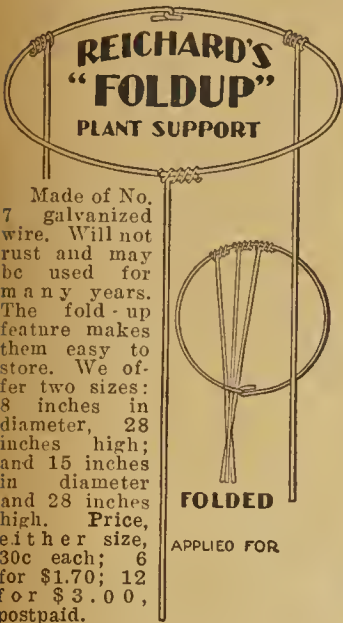 REICHARD'S
"FOLDUP"
PLANT SUPPORT
Made of No.
7 galvanized
wire. Will not
rust and may
be used for
many years.
The fold-up
feature makes
them easy to
store. We of-
fer two sizes:
8 inches in
diameter, 28
inches high;
and 15 inches
in diameter
and 28 inches
high. Price,
either size,
30c each; 6
for $1.70; 12
for $3.00,
postpaid.
FOLDED
APPLIED FOR